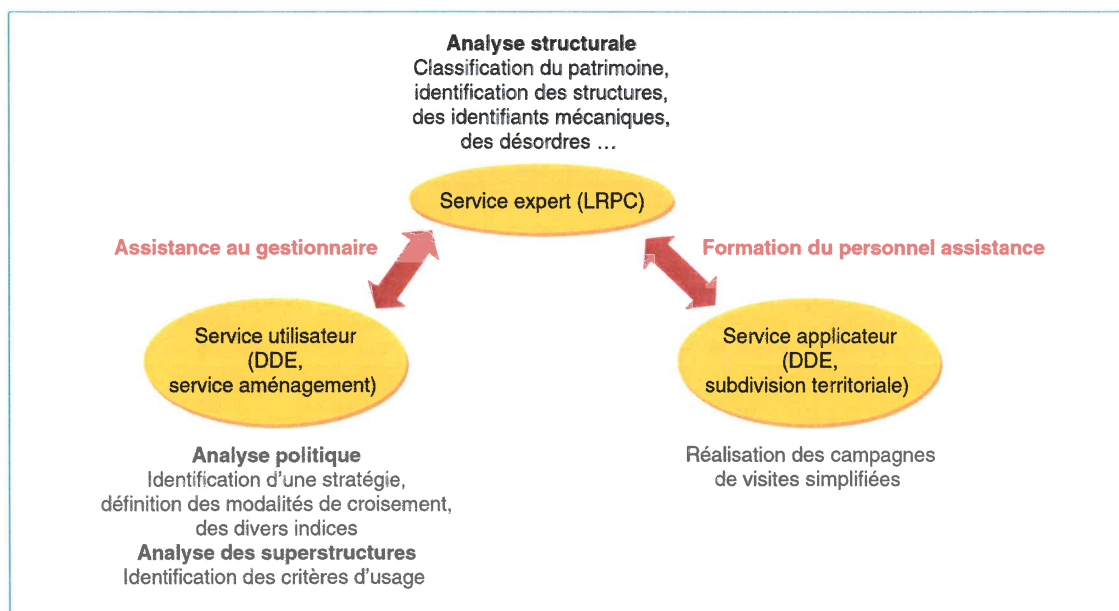 Analyse structurale
Classification du patrimoine,
identification des structures,
des identifiants mécaniques,
des désordres ...
Service expert (LRPC)
Assistance au gestionnaire
Formation du personnel assistance
Service utilisateur
(DDE,
service aménagement)
Service applicateur
(DDE,
subdivision territoriale)
Analyse politique
Identification d'une stratégie,
définition des modalités de croisement,
des divers indices
Analyse des superstructures
Identification des critères d'usage
Réalisation des campagnes
de visites simplifiées